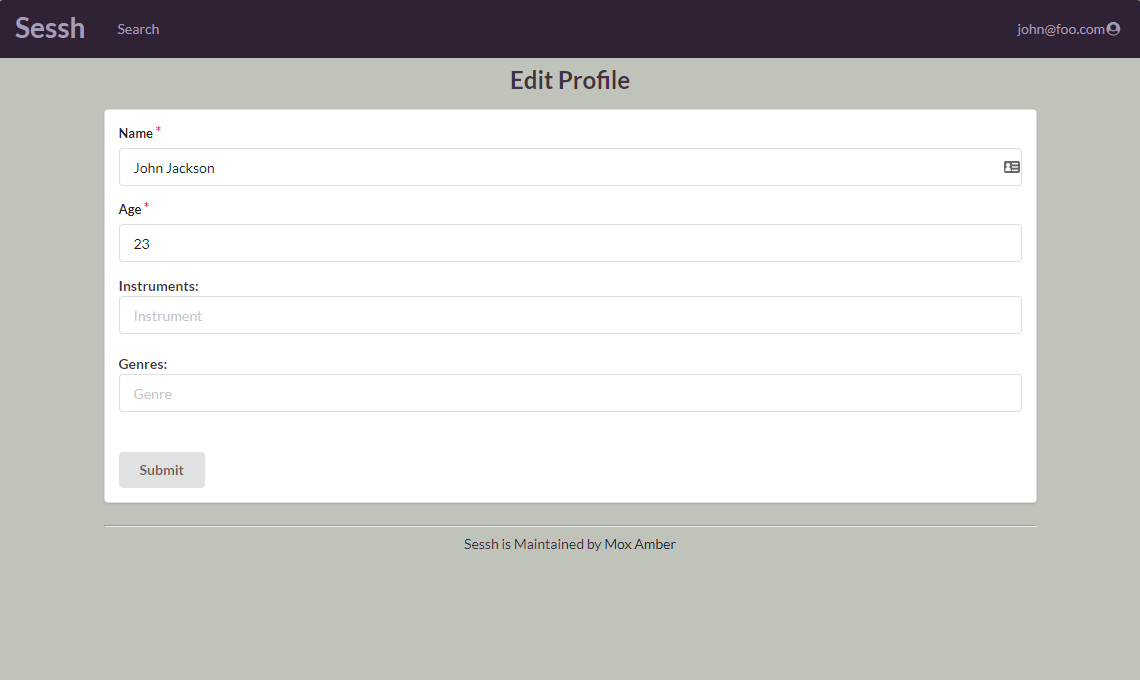 Sessh Search john@foo.com
Edit Profile
Name *
John Jackson
Age *
23
Instruments:
Instrument
Genres:
Genre
Submit
Sessh is Maintained by Mox Amber